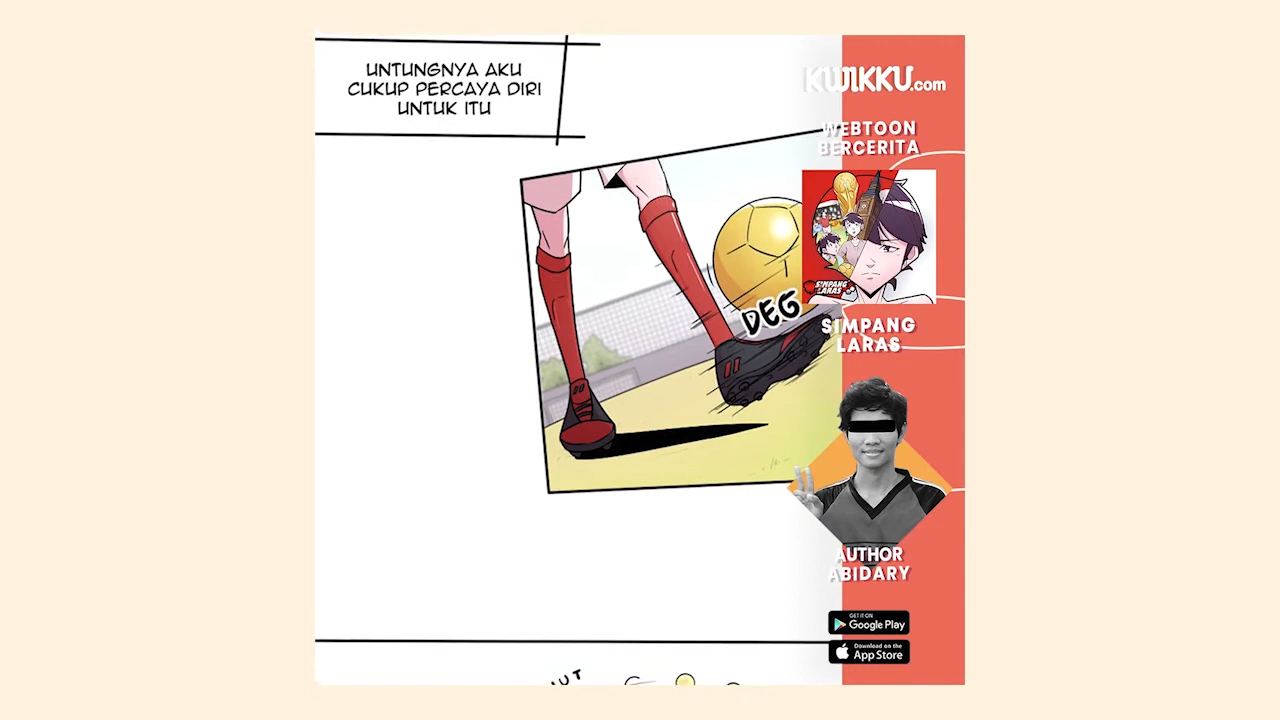 UNTUNGNYA AKU
CUKUP PERCAYA DIRI
UNTUK ITU
DEG
KWIKKU.com
WEBTOON
BERCERITA
SIMPANG
LARAS
SIMPANG
LARAS
AUTHOR
ABIDARY
GET IT ON
Google Play
Download on the
App Store